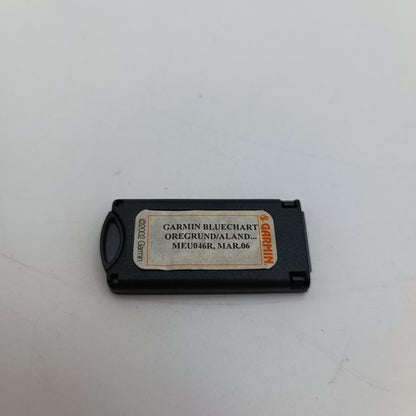 GARMIN BLUECHART
OREGRUND/ALAND...
MEU046R, MAR.06
©2002 Garmin
GARMIN